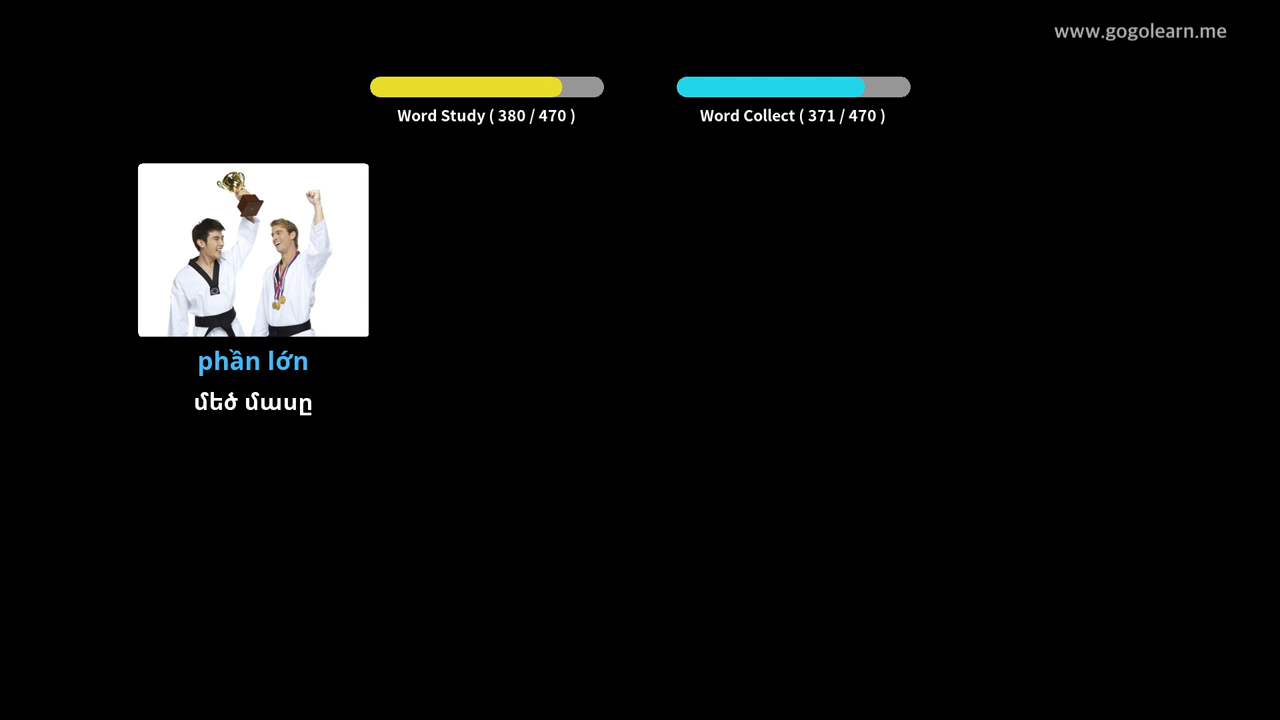 www.gogolearn.me
Word Study ( 380 / 470 )
Word Collect ( 371 / 470 )
phần lớn
մեծ մասը